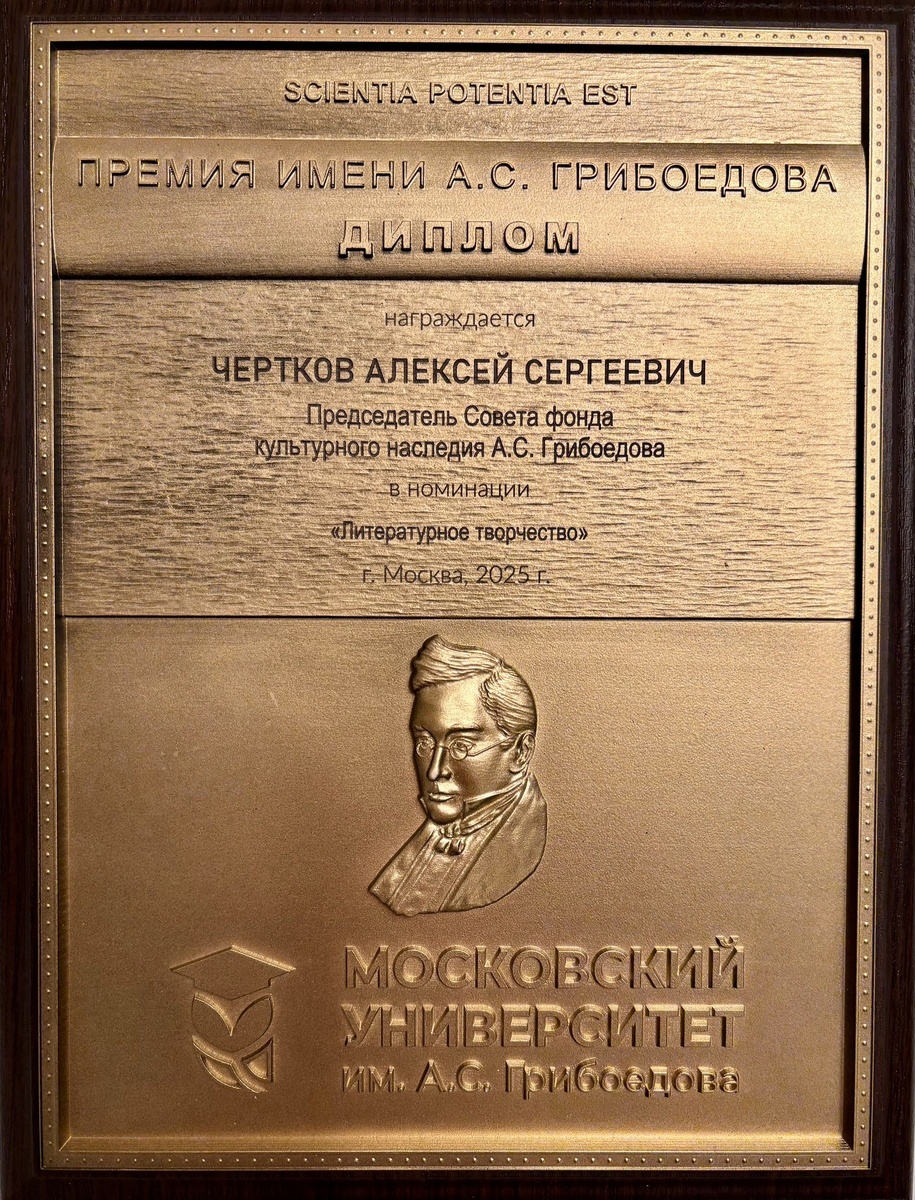 SCIENTIA POTENTIA EST
ПРЕМИЯ ИМЕНИ А.С. ГРИБОЕДОВА
ДИПЛОМ
награждается
ЧЕРТКОВ АЛЕКСЕЙ СЕРГЕЕВИЧ
Председатель Совета фонда
культурного наследия А.С. Грибоедова
в номинации
«Литературное творчество»
г. Москва, 2025 г.
МОСКОВСКИЙ
УНИВЕРСИТЕТ
им. А.С. Грибоедова